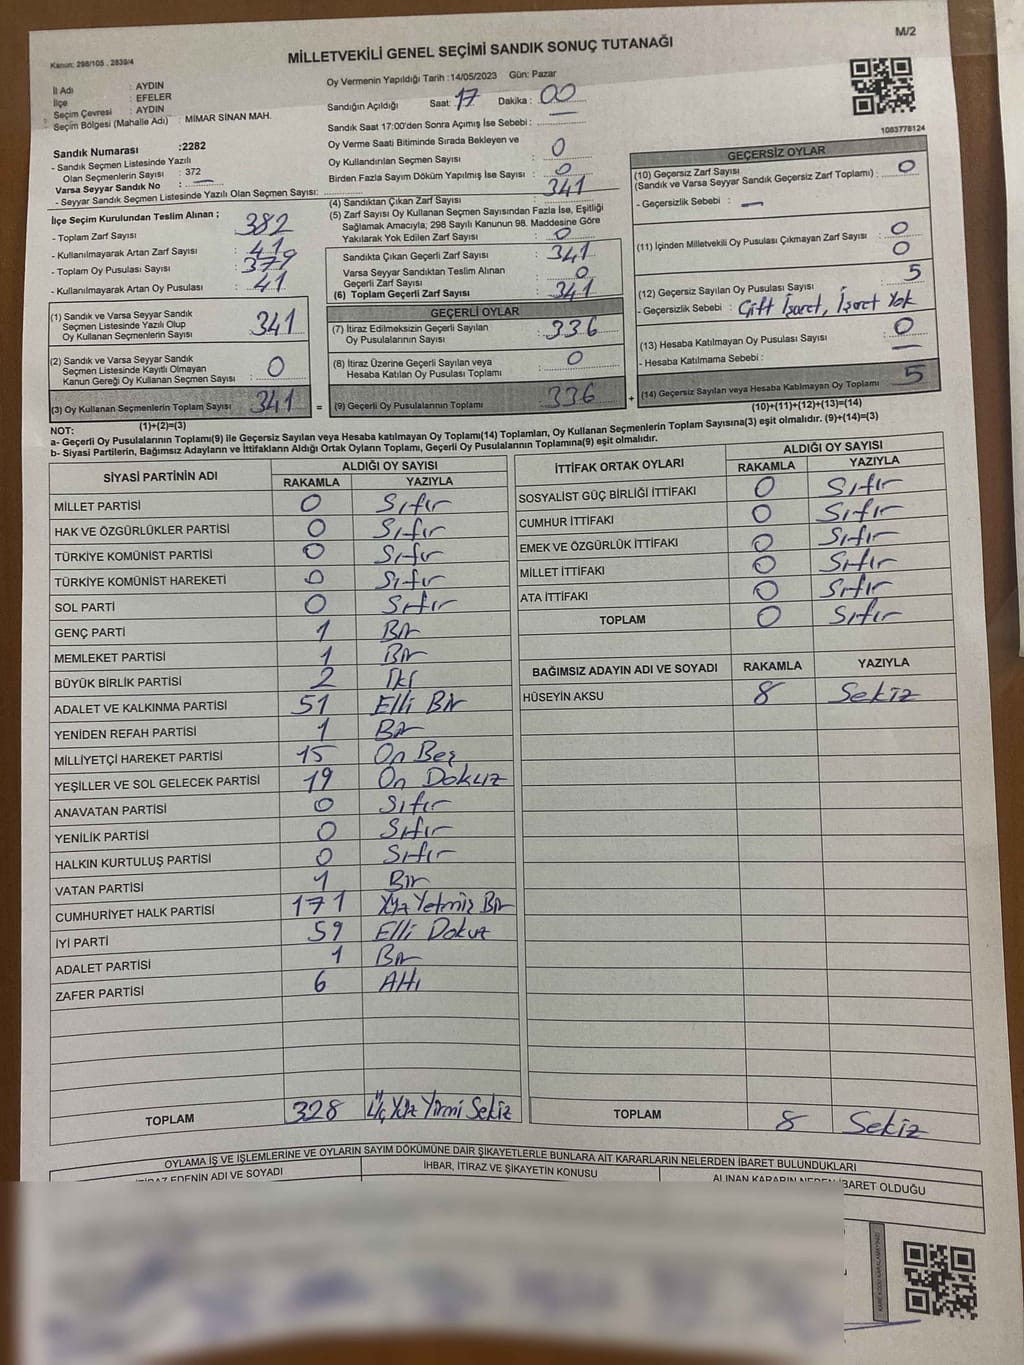 M/2
Kanun: 298/105 , 2839/4
MİLLETVEKİLİ GENEL SEÇİMİ SANDIK SONUÇ TUTANAĞI
İl Adı : AYDIN
İlçe : EFELER
Seçim Çevresi : AYDIN
Seçim Bölgesi (Mahalle Adı) : MİMAR SİNAN MAH.
Oy Vermenin Yapıldığı Tarih :14/05/2023 Gün: Pazar
Sandığın Açıldığı Saat: 17 Dakika : 00
Sandık Saat 17:00'den Sonra Açımış İse Sebebi :
Oy Verme Saati Bitiminde Sırada Bekleyen ve
Oy Kullandırılan Seçmen Sayısı : 0
Birden Fazla Sayım Döküm Yapılmış İse Sayısı : 0
1083778124
Sandık Numarası :2282
- Sandık Seçmen Listesinde Yazılı
Olan Seçmenlerin Sayısı : 372
Varsa Seyyar Sandık No : —
- Seyyar Sandık Seçmen Listesinde Yazılı Olan Seçmen Sayısı:
İlçe Seçim Kurulundan Teslim Alınan ;
- Toplam Zarf Sayısı : 382
- Kullanılmayarak Artan Zarf Sayısı : 41
- Toplam Oy Pusulası Sayısı : 379
- Kullanılmayarak Artan Oy Pusulası : 41
(1) Sandık ve Varsa Seyyar Sandık
Seçmen Listesinde Yazılı Olup
Oy Kullanan Seçmenlerin Sayısı : 341
(2) Sandık ve Varsa Seyyar Sandık
Seçmen Listesinde Kayıtlı Olmayan
Kanun Gereği Oy Kullanan Seçmen Sayısı : 0
(3) Oy Kullanan Seçmenlerin Toplam Sayısı : 341
(1)+(2)=(3)
(4) Sandıktan Çıkan Zarf Sayısı : 341
(5) Zarf Sayısı Oy Kullanan Seçmen Sayısından Fazla İse, Eşitliği
Sağlamak Amacıyla; 298 Sayılı Kanunun 98. Maddesine Göre
Yakılarak Yok Edilen Zarf Sayısı : 0
Sandıkta Çıkan Geçerli Zarf Sayısı : 341
Varsa Seyyar Sandıktan Teslim Alınan
Geçerli Zarf Sayısı : 0
(6) Toplam Geçerli Zarf Sayısı : 341
GEÇERLİ OYLAR
(7) İtiraz Edilmeksizin Geçerli Sayılan
Oy Pusulalarının Sayısı : 336
(8) İtiraz Üzerine Geçerli Sayılan veya
Hesaba Katılan Oy Pusulası Toplamı : 0
= (9) Geçerli Oy Pusulalarının Toplamı : 336
GEÇERSİZ OYLAR
(10) Geçersiz Zarf Sayısı
(Sandık ve Varsa Seyyar Sandık Geçersiz Zarf Toplamı) : 0
- Geçersizlik Sebebi : —
(11) İçinden Milletvekili Oy Pusulası Çıkmayan Zarf Sayısı : 0
0
(12) Geçersiz Sayılan Oy Pusulası Sayısı : 5
- Geçersizlik Sebebi : Çift İşaret, İşaret Yok
(13) Hesaba Katılmayan Oy Pusulası Sayısı : 0
- Hesaba Katılmama Sebebi : —
+ (14) Geçersiz Sayılan veya Hesaba Katılmayan Oy Toplamı : 5
(10)+(11)+(12)+(13)=(14)
NOT:
a- Geçerli Oy Pusulalarının Toplamı(9) ile Geçersiz Sayılan veya Hesaba katılmayan Oy Toplamı(14) Toplamları, Oy Kullanan Seçmenlerin Toplam Sayısına(3) eşit olmalıdır. (9)+(14)=(3)
b- Siyasi Partilerin, Bağımsız Adayların ve İttifakların Aldığı Ortak Oyların Toplamı, Geçerli Oy Pusulalarının Toplamına(9) eşit olmalıdır.
SİYASİ PARTİNİN ADI ALDIĞI OY SAYISI
RAKAMLA YAZIYLA
MİLLET PARTİSİ 0 Sıfır
HAK VE ÖZGÜRLÜKLER PARTİSİ 0 Sıfır
TÜRKİYE KOMÜNİST PARTİSİ 0 Sıfır
TÜRKİYE KOMÜNİST HAREKETİ 0 Sıfır
SOL PARTİ 0 Sıfır
GENÇ PARTİ 1 Bir
MEMLEKET PARTİSİ 1 Bir
BÜYÜK BİRLİK PARTİSİ 2 İki
ADALET VE KALKINMA PARTİSİ 51 Elli Bir
YENİDEN REFAH PARTİSİ 1 Bir
MİLLİYETÇİ HAREKET PARTİSİ 15 On Beş
YEŞİLLER VE SOL GELECEK PARTİSİ 19 On Dokuz
ANAVATAN PARTİSİ 0 Sıfır
YENİLİK PARTİSİ 0 Sıfır
HALKIN KURTULUŞ PARTİSİ 0 Sıfır
VATAN PARTİSİ 1 Bir
CUMHURİYET HALK PARTİSİ 171 Yüz Yetmiş Bir
İYİ PARTİ 59 Elli Dokuz
ADALET PARTİSİ 1 Bir
ZAFER PARTİSİ 6 Altı
TOPLAM 328 Üç Yüz Yirmi Sekiz
İTTİFAK ORTAK OYLARI ALDIĞI OY SAYISI
RAKAMLA YAZIYLA
SOSYALİST GÜÇ BİRLİĞİ İTTİFAKI 0 Sıfır
CUMHUR İTTİFAKI 0 Sıfır
EMEK VE ÖZGÜRLÜK İTTİFAKI 0 Sıfır
MİLLET İTTİFAKI 0 Sıfır
ATA İTTİFAKI 0 Sıfır
TOPLAM 0 Sıfır
BAĞIMSIZ ADAYIN ADI VE SOYADI RAKAMLA YAZIYLA
HÜSEYİN AKSU 8 Sekiz
TOPLAM 8 Sekiz
OYLAMA İŞ VE İŞLEMLERİNE VE OYLARIN SAYIM DÖKÜMÜNE DAİR ŞİKAYETLERLE BUNLARA AİT KARARLARIN NELERDEN İBARET BULUNDUKLARI
EDENİN ADI VE SOYADI İHBAR, İTİRAZ VE ŞİKAYETİN KONUSU ALINAN KARARIN NEDEN İBARET OLDUĞU